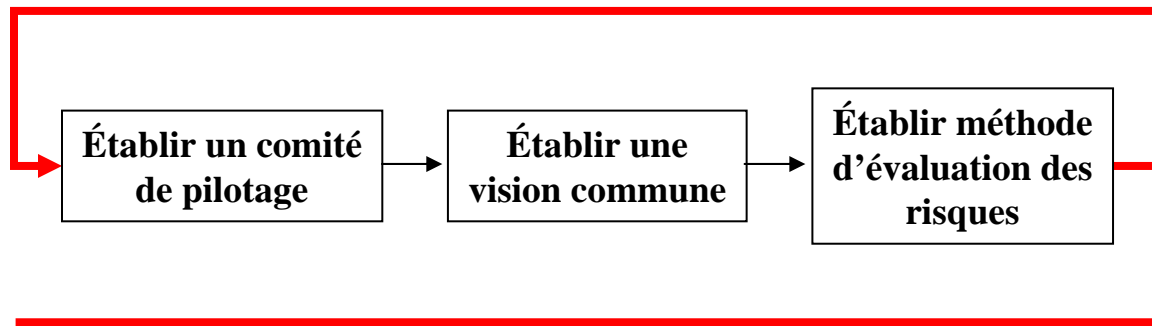 Établir un comité
de pilotage
Établir une
vision commune
Établir méthode
d’évaluation des
risques